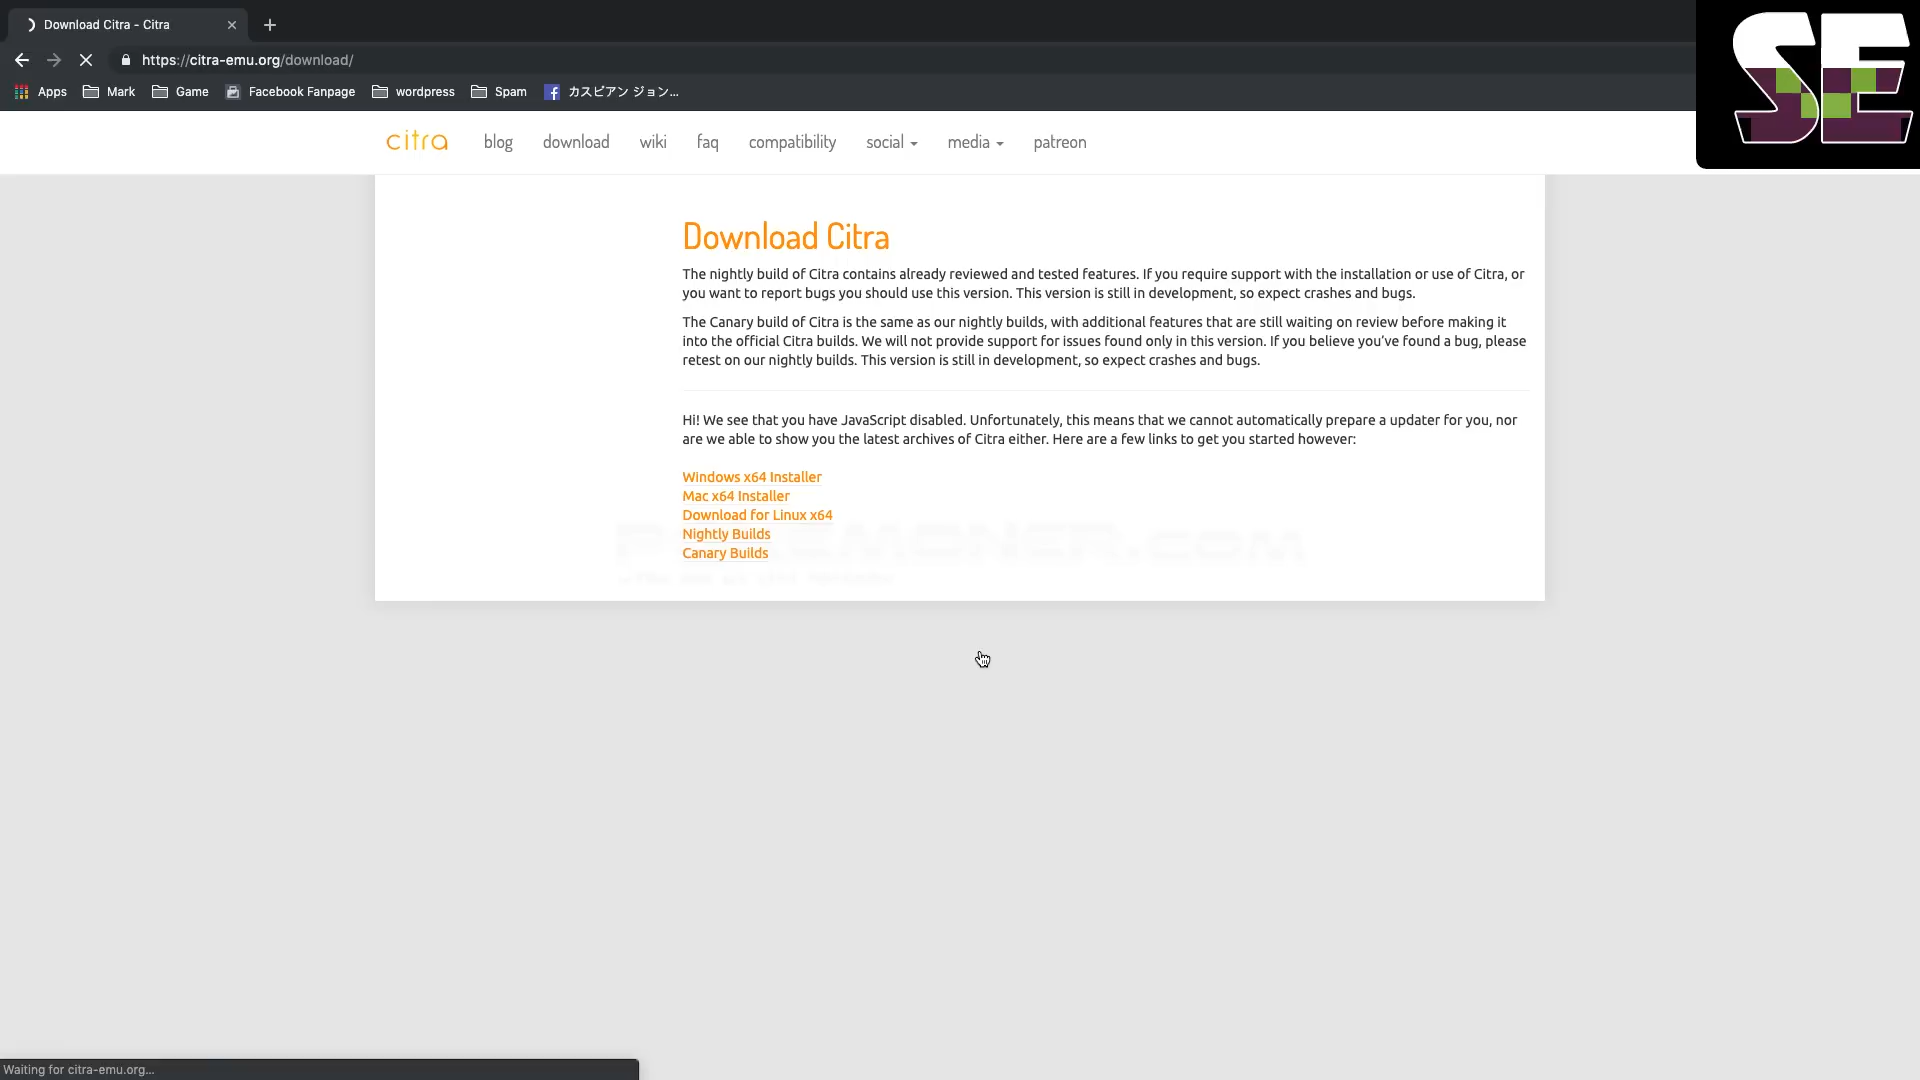 Download Citra - Citra
https://citra-emu.org/download/
Apps Mark Game Facebook Fanpage wordpress Spam カスピアン ジョン...
SE
citra blog download wiki faq compatibility social media patreon
Download Citra
The nightly build of Citra contains already reviewed and tested features. If you require support with the installation or use of Citra, or
you want to report bugs you should use this version. This version is still in development, so expect crashes and bugs.
The Canary build of Citra is the same as our nightly builds, with additional features that are still waiting on review before making it
into the official Citra builds. We will not provide support for issues found only in this version. If you believe you’ve found a bug, please
retest on our nightly builds. This version is still in development, so expect crashes and bugs.
Hi! We see that you have JavaScript disabled. Unfortunately, this means that we cannot automatically prepare a updater for you, nor
are we able to show you the latest archives of Citra either. Here are a few links to get you started however:
Windows x64 Installer
Mac x64 Installer
Download for Linux x64
Nightly Builds
Canary Builds
Waiting for citra-emu.org...